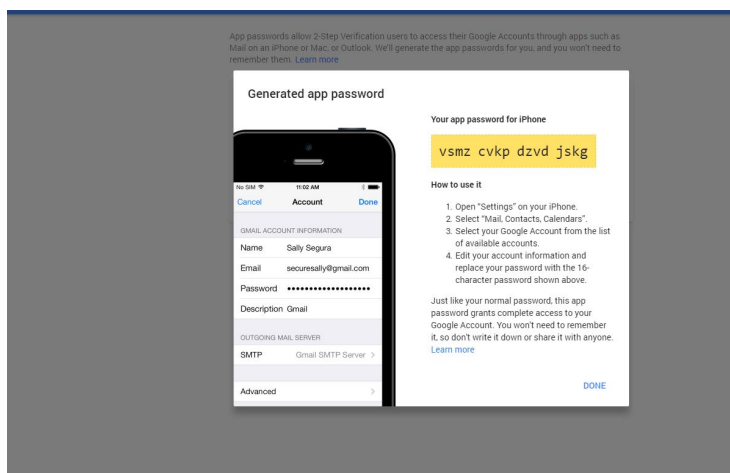 App passwords allow 2-Step Verification users to access their Google Accounts through apps such as
Mail on an iPhone or Mac, or Outlook. We'll generate the app passwords for you, and you won't need to
remember them. Learn more
Generated app password
No SIM 11:02 AM
Cancel Account Done
GMAIL ACCOUNT INFORMATION
Name Sally Segura
Email securesally@gmail.com
Password •••••••••••••••••••
Description Gmail
OUTGOING MAIL SERVER
SMTP Gmail SMTP Server >
Advanced >
Your app password for iPhone
vsmz cvkp dzvd jskg
How to use it
1. Open “Settings” on your iPhone.
2. Select “Mail, Contacts, Calendars”.
3. Select your Google Account from the list
of available accounts.
4. Edit your account information and
replace your password with the 16-
character password shown above.
Just like your normal password, this app
password grants complete access to your
Google Account. You won't need to remember
it, so don't write it down or share it with anyone.
Learn more
DONE